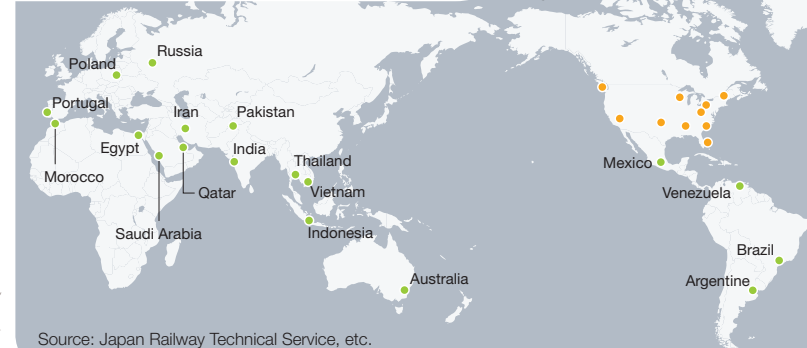 Russia
Poland
Portugal
Iran
Pakistan
Egypt
India
Thailand
Morocco
Qatar
Vietnam
Saudi Arabia
Indonesia
Australia
Mexico
Venezuela
Brazil
Argentine
Source: Japan Railway Technical Service, etc.